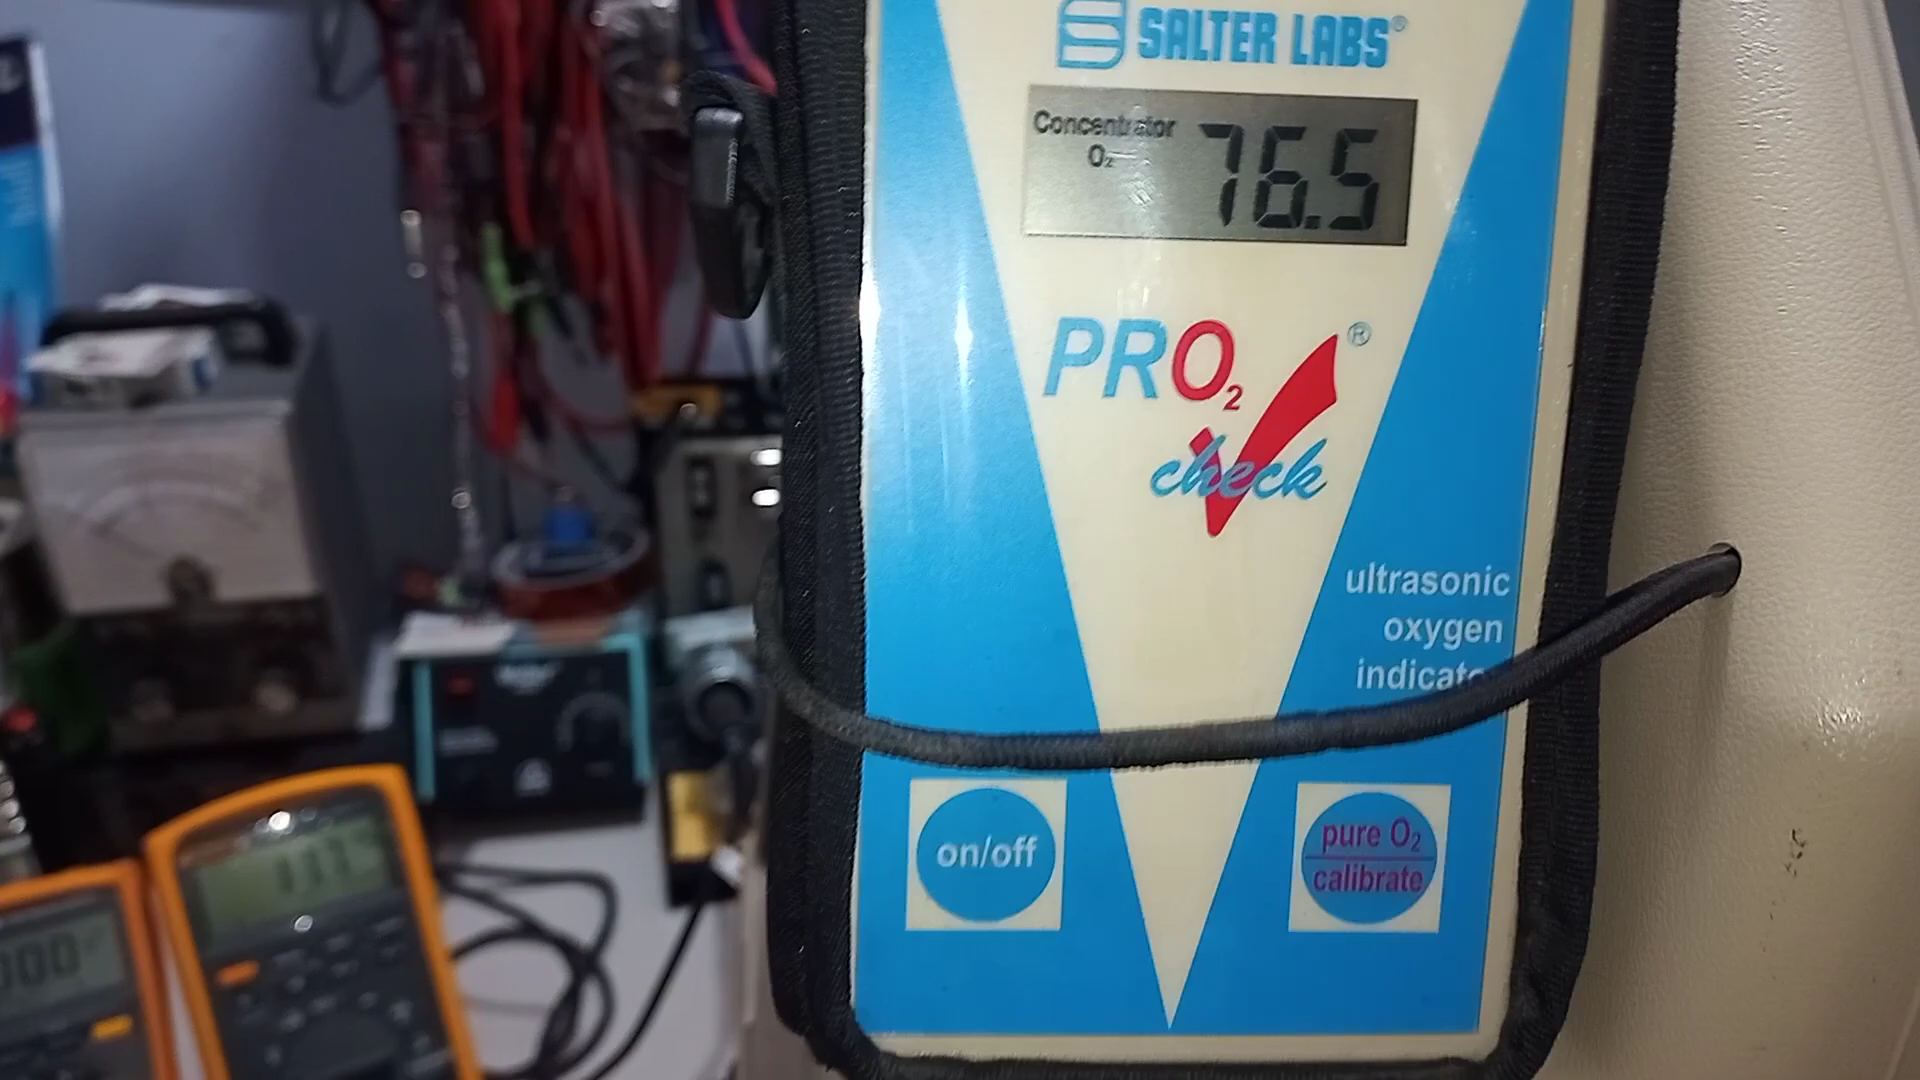 SALTER LABS®
Concentrator
O₂
76.5
PRO₂
®
check
ultrasonic
oxygen
on/off
pure O₂
calibrate